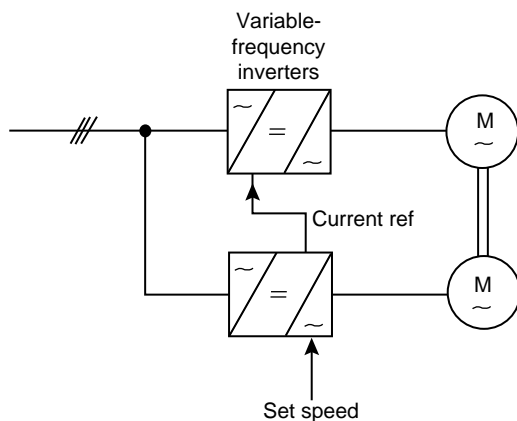 Variable-
frequency
inverters
~ = ~
M
~
Current ref
~ = ~
M
~
Set speed